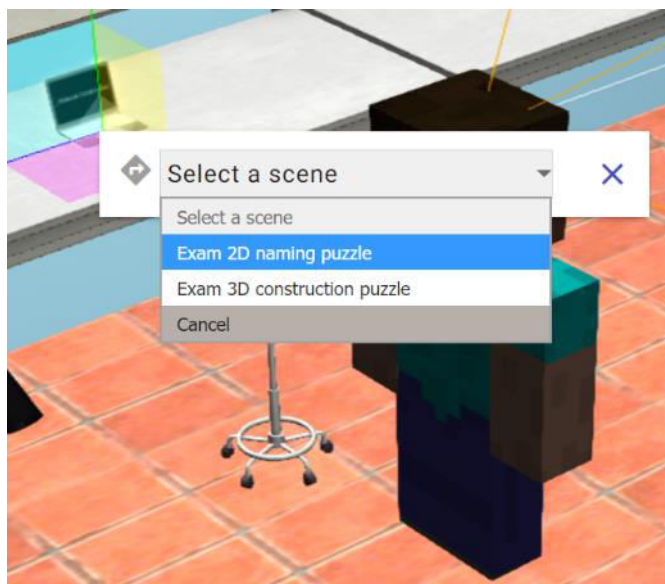 Select a scene
Select a scene
Exam 2D naming puzzle
Exam 3D construction puzzle
Cancel